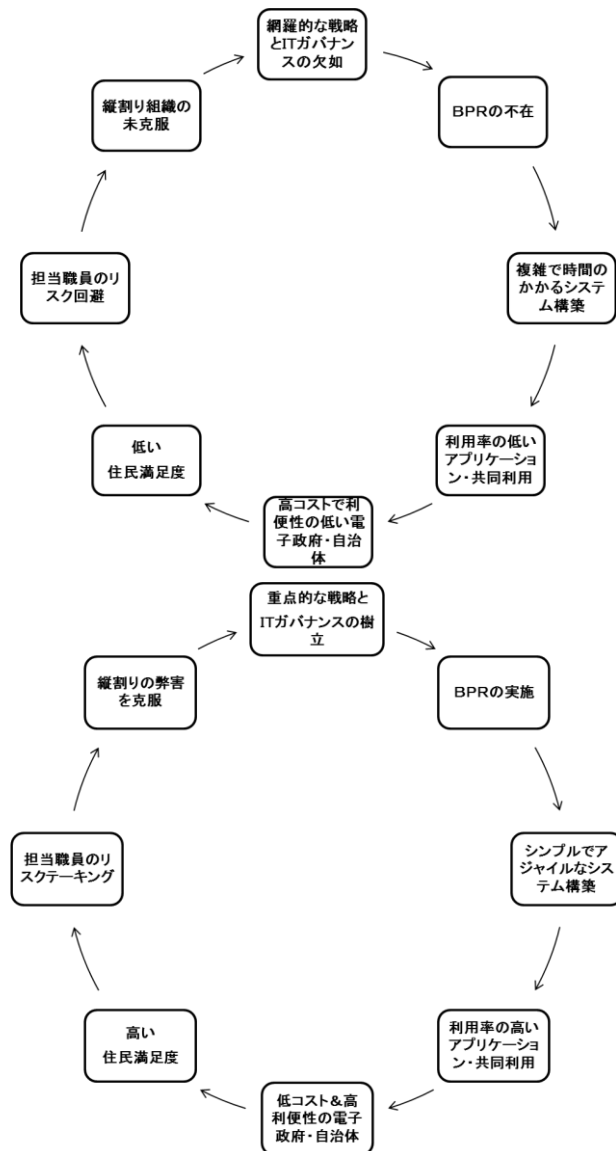 網羅的な戦略
とITガバナン
スの欠如
縦割り組織の
未克服
BPRの不在
担当職員のリ
スク回避
複雑で時間の
かかるシステ
ム構築
低い
住民満足度
利用率の低い
アプリケーショ
ン・共同利用
高コストで利
便性の低い電
子政府・自治
体
重点的な戦略と
ITガバナンスの樹
立
縦割りの弊害
を克服
BPRの実施
担当職員のリ
スクテーキング
シンプルでア
ジャイルなシス
テム構築
高い
住民満足度
利用率の高い
アプリケーショ
ン・共同利用
低コスト&高
利便性の電子
政府・自治体